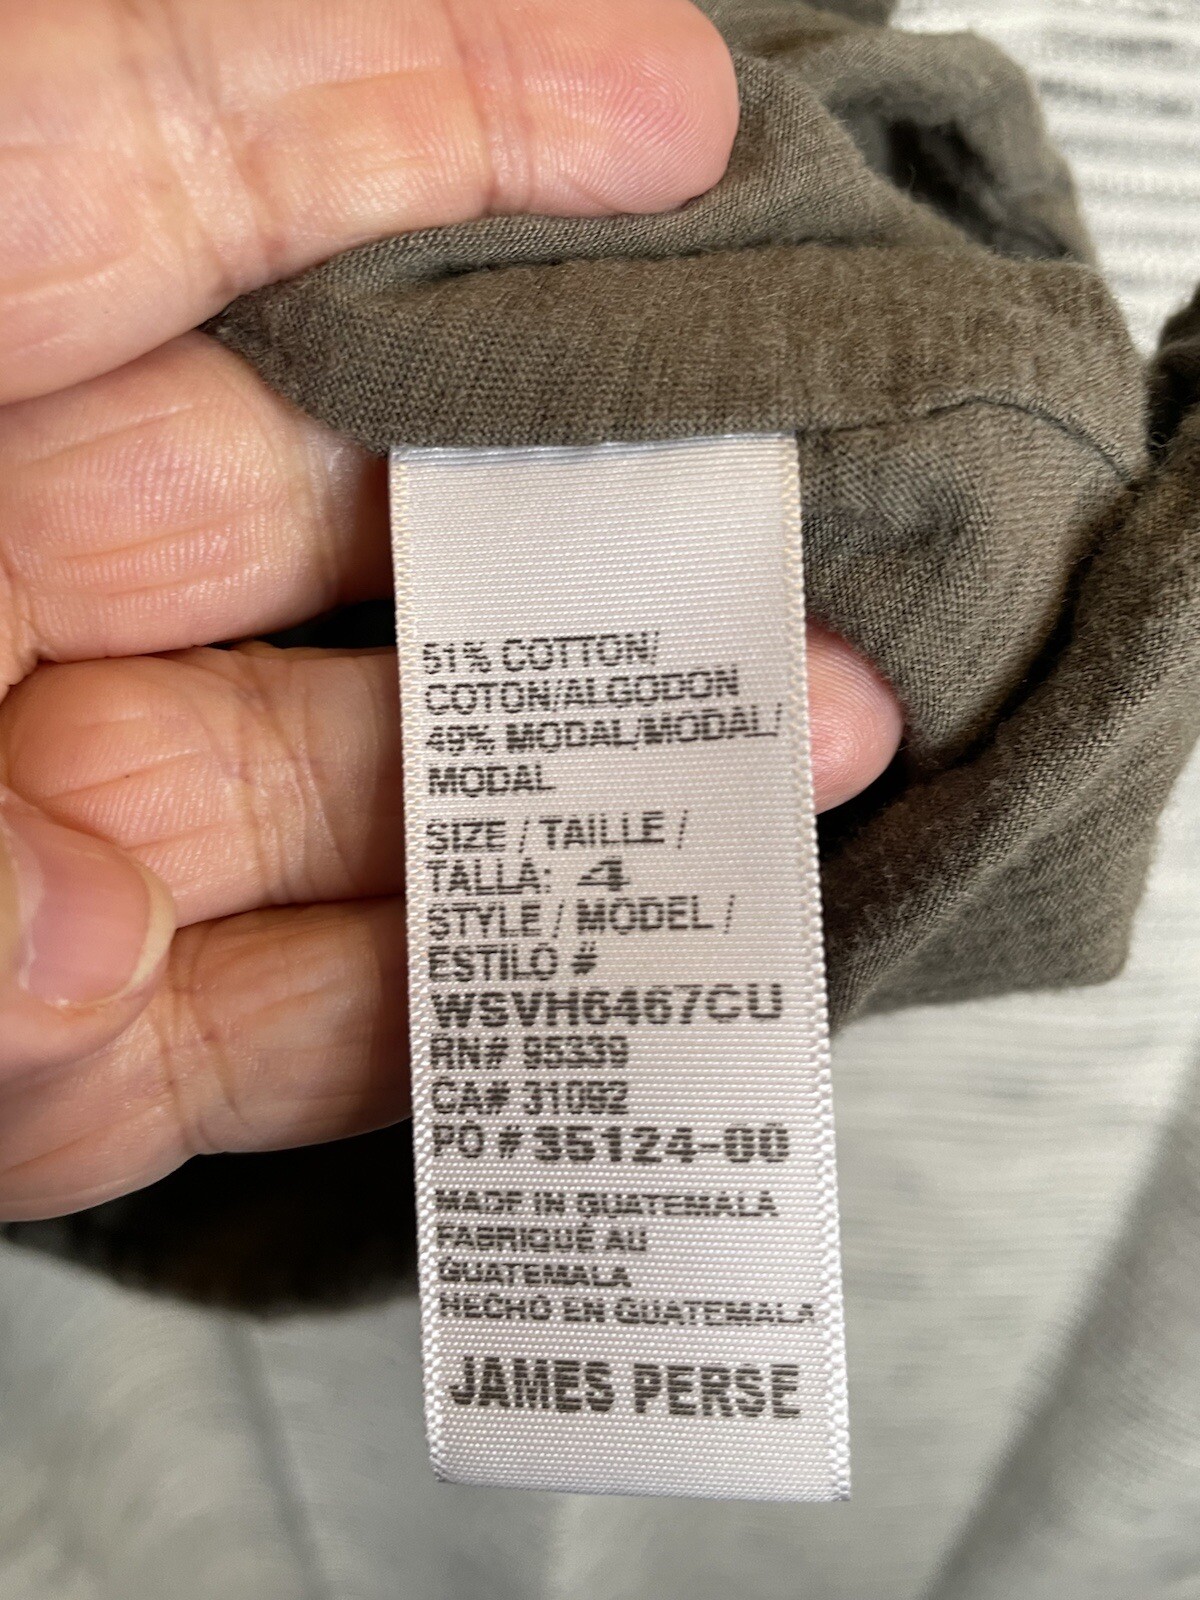 51% COTTON/
COTON/ALGODON
49% MODAL/MODAL/
MODAL
SIZE / TAILLE /
TALLA: 4
STYLE / MODEL /
ESTILO #
WSVH6467CU
RN# 95339
CA# 31092
PO # 35124-00
MADE IN GUATEMALA
FABRIQUÉ AU
GUATEMALA
HECHO EN GUATEMALA
JAMES PERSE